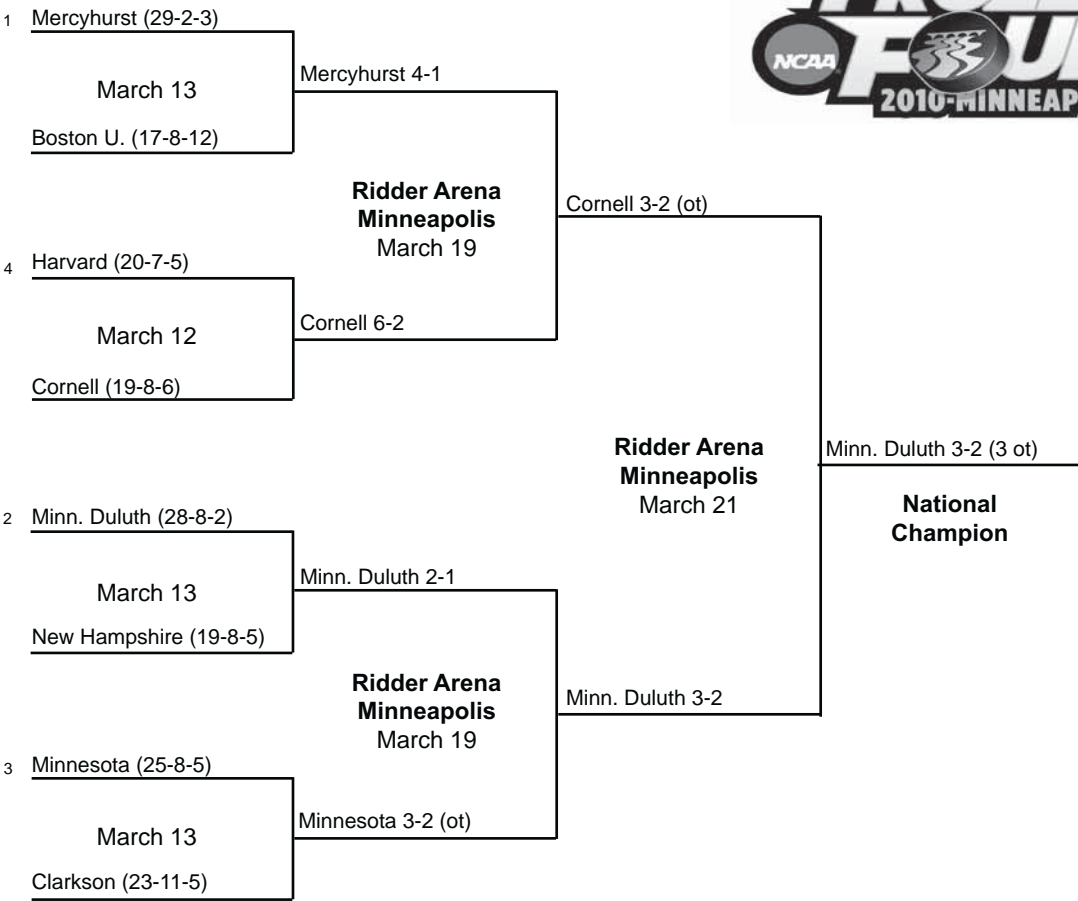 NCAA
2010-MINNEAP
1 Mercyhurst (29-2-3)
March 13
Boston U. (17-8-12)
Mercyhurst 4-1
Ridder Arena
Minneapolis
March 19
4 Harvard (20-7-5)
March 12
Cornell (19-8-6)
Cornell 6-2
Cornell 3-2 (ot)
Ridder Arena
Minneapolis
March 21
Minn. Duluth 3-2 (3 ot)
National
Champion
2 Minn. Duluth (28-8-2)
March 13
New Hampshire (19-8-5)
Minn. Duluth 2-1
Ridder Arena
Minneapolis
March 19
Minn. Duluth 3-2
3 Minnesota (25-8-5)
March 13
Clarkson (23-11-5)
Minnesota 3-2 (ot)